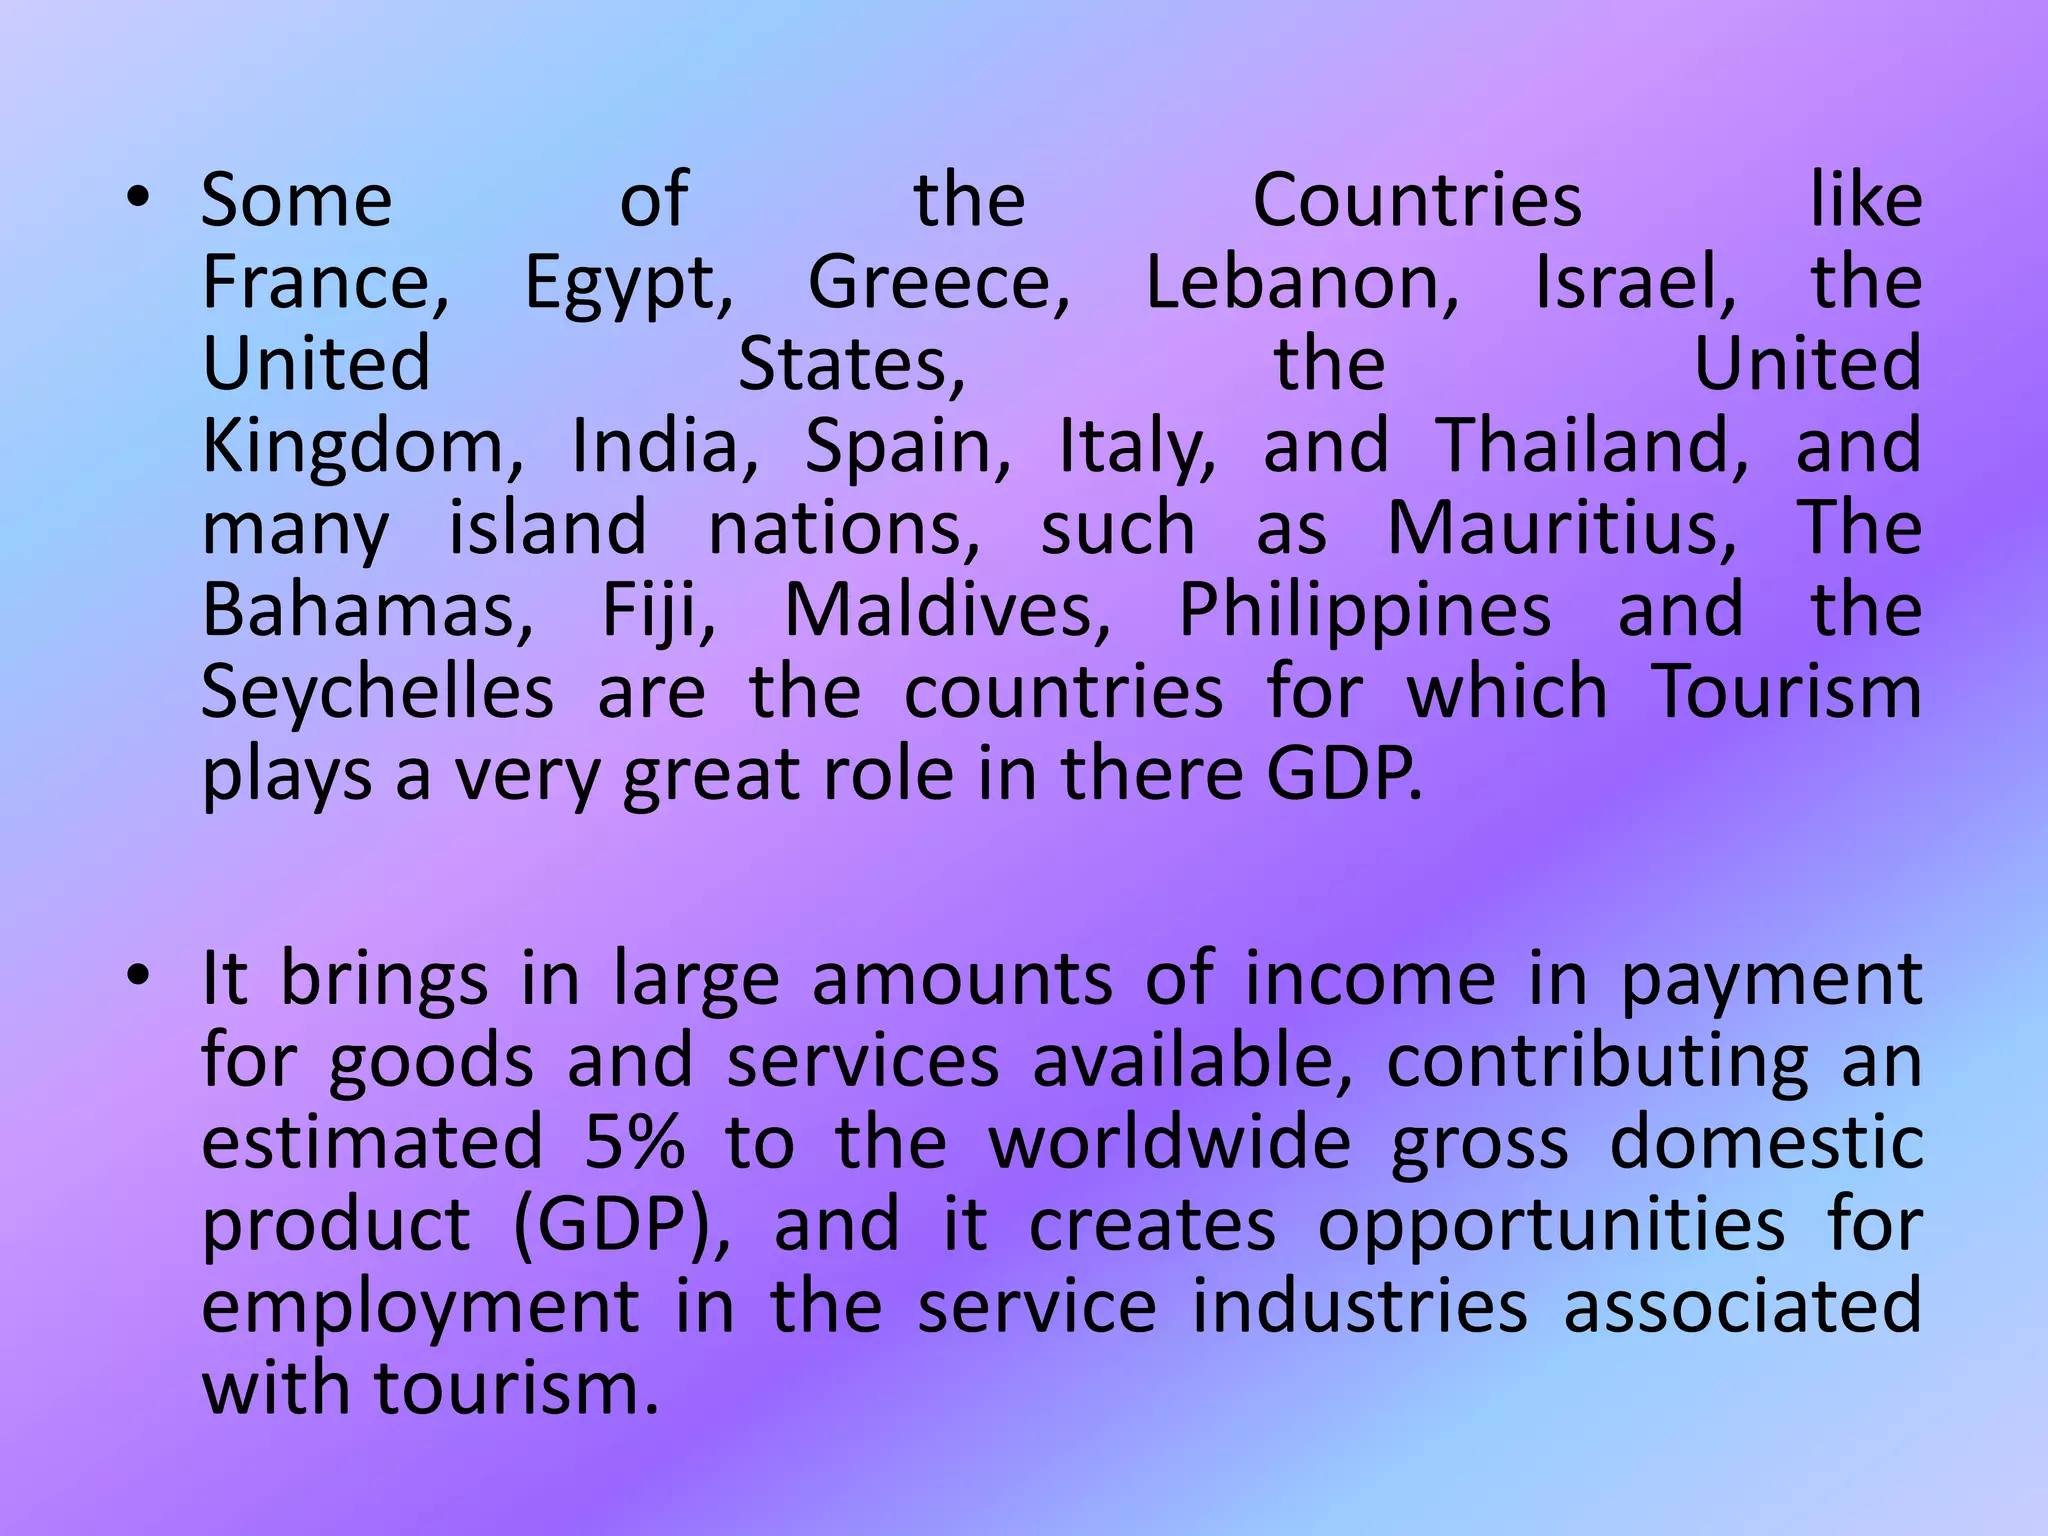 • Some of the Countries like
France, Egypt, Greece, Lebanon, Israel, the
United States, the United
Kingdom, India, Spain, Italy, and Thailand, and
many island nations, such as Mauritius, The
Bahamas, Fiji, Maldives, Philippines and the
Seychelles are the countries for which Tourism
plays a very great role in there GDP.
• It brings in large amounts of income in payment
for goods and services available, contributing an
estimated 5% to the worldwide gross domestic
product (GDP), and it creates opportunities for
employment in the service industries associated
with tourism.